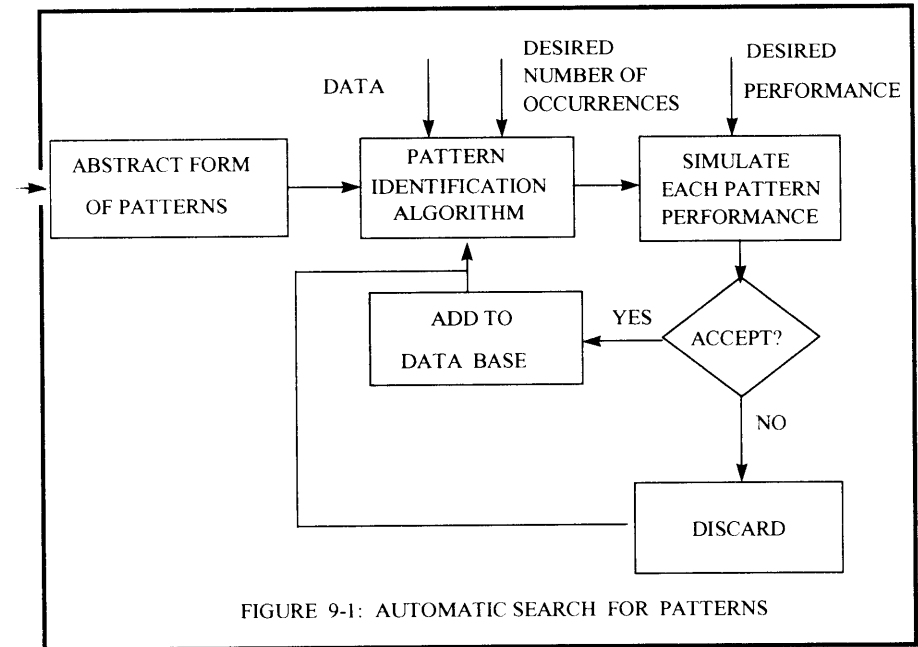 DATA
DESIRED
NUMBER OF
OCCURRENCES
DESIRED
PERFORMANCE
ABSTRACT FORM
OF PATTERNS
PATTERN
IDENTIFICATION
ALGORITHM
SIMULATE
EACH PATTERN
PERFORMANCE
ADD TO
DATA BASE
YES
ACCEPT?
NO
DISCARD
FIGURE 9-1: AUTOMATIC SEARCH FOR PATTERNS